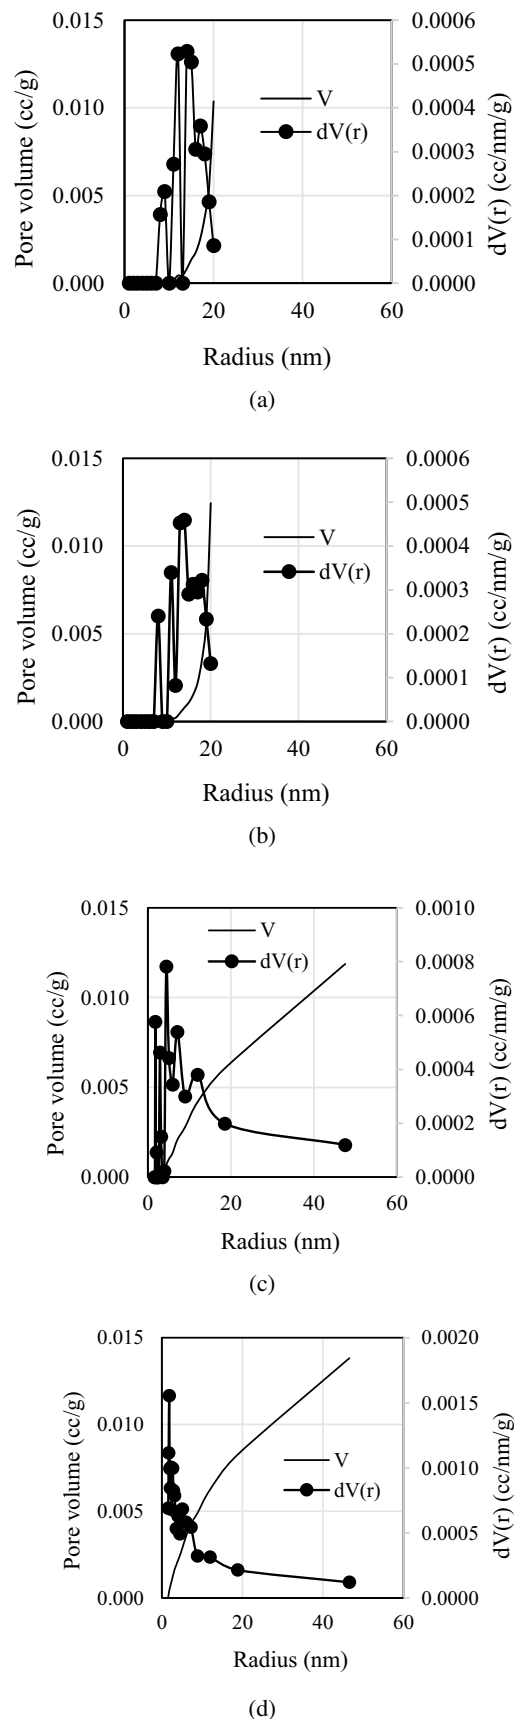 0.015
0.010
0.005
0.000
Pore volume (cc/g)
0.0006
0.0005
0.0004
0.0003
0.0002
0.0001
0.0000
dV(r) (cc/nm/g)
V
dV(r)
0 20 40 60
Radius (nm)
(a)
0.015
0.010
0.005
0.000
Pore volume (cc/g)
0.0006
0.0005
0.0004
0.0003
0.0002
0.0001
0.0000
dV(r) (cc/nm/g)
V
dV(r)
0 20 40 60
Radius (nm)
(b)
0.015
0.010
0.005
0.000
Pore volume (cc/g)
0.0010
0.0008
0.0006
0.0004
0.0002
0.0000
dV(r) (cc/nm/g)
V
dV(r)
0 20 40 60
Radius (nm)
(c)
0.015
0.010
0.005
0.000
Pore volume (cc/g)
0.0020
0.0015
0.0010
0.0005
0.0000
dV(r) (cc/nm/g)
V
dV(r)
0 20 40 60
Radius (nm)
(d)